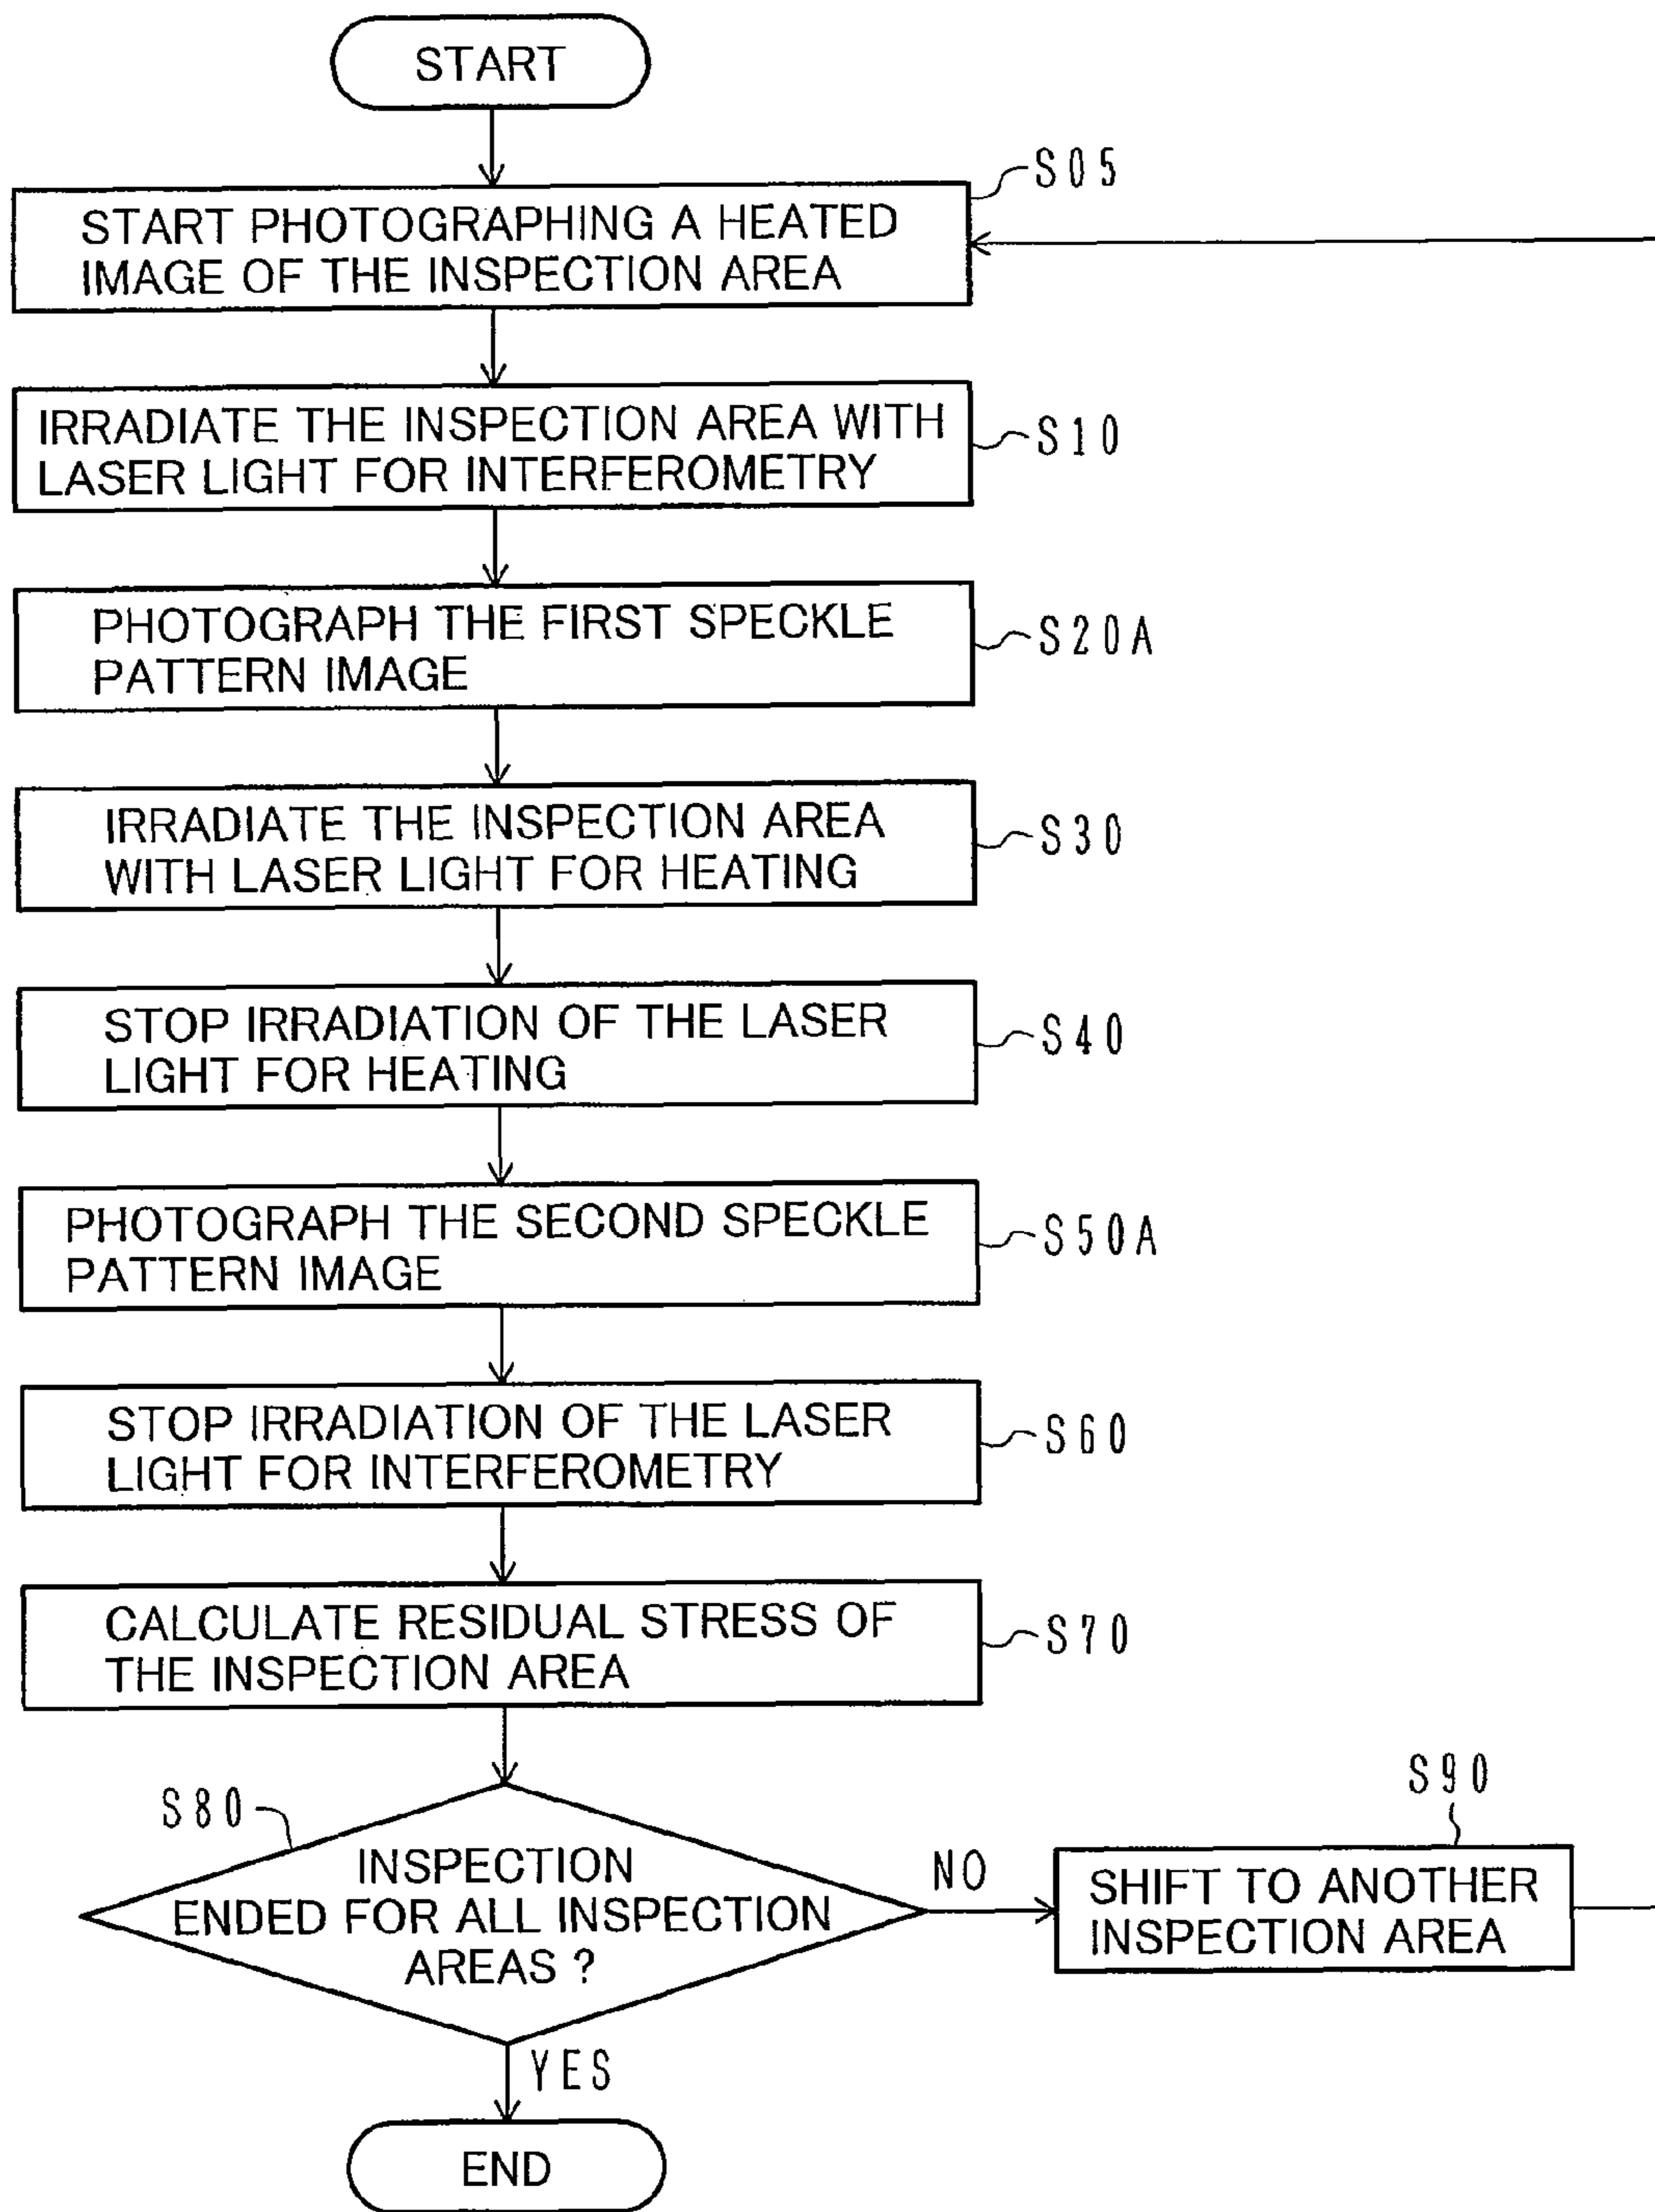 START
S05
START PHOTOGRAPHING A HEATED
IMAGE OF THE INSPECTION AREA
IRRADIATE THE INSPECTION AREA WITH
LASER LIGHT FOR INTERFEROMETRY
S10
PHOTOGRAPH THE FIRST SPECKLE
PATTERN IMAGE
S20A
IRRADIATE THE INSPECTION AREA
WITH LASER LIGHT FOR HEATING
S30
STOP IRRADIATION OF THE LASER
LIGHT FOR HEATING
S40
PHOTOGRAPH THE SECOND SPECKLE
PATTERN IMAGE
S50A
STOP IRRADIATION OF THE LASER
LIGHT FOR INTERFEROMETRY
S60
CALCULATE RESIDUAL STRESS OF
THE INSPECTION AREA
S70
S80
INSPECTION
ENDED FOR ALL INSPECTION
AREAS ?
NO
S90
SHIFT TO ANOTHER
INSPECTION AREA
YES
END